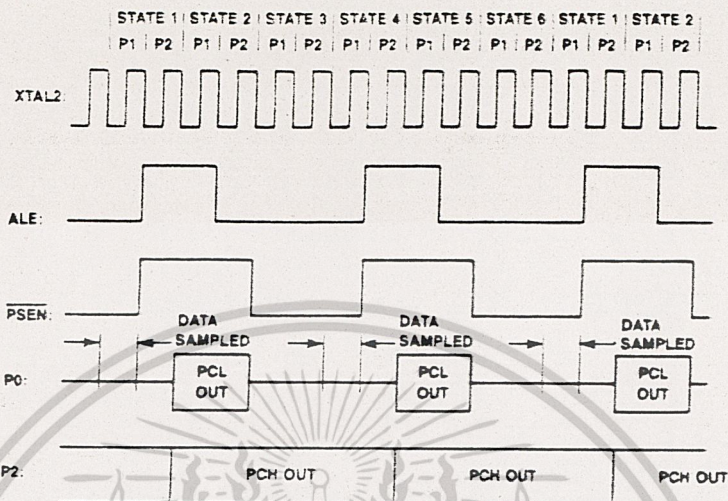 STATE 1 STATE 2 STATE 3 STATE 4 STATE 5 STATE 6 STATE 1 STATE 2
P1 P2 P1 P2 P1 P2 P1 P2 P1 P2 P1 P2 P1 P2 P1 P2
XTAL2:
ALE:
PSEN:
DATA SAMPLED
DATA SAMPLED
DATA SAMPLED
P0:
PCL OUT
PCL OUT
PCL OUT
P2:
PCH OUT
PCH OUT
PCH OUT